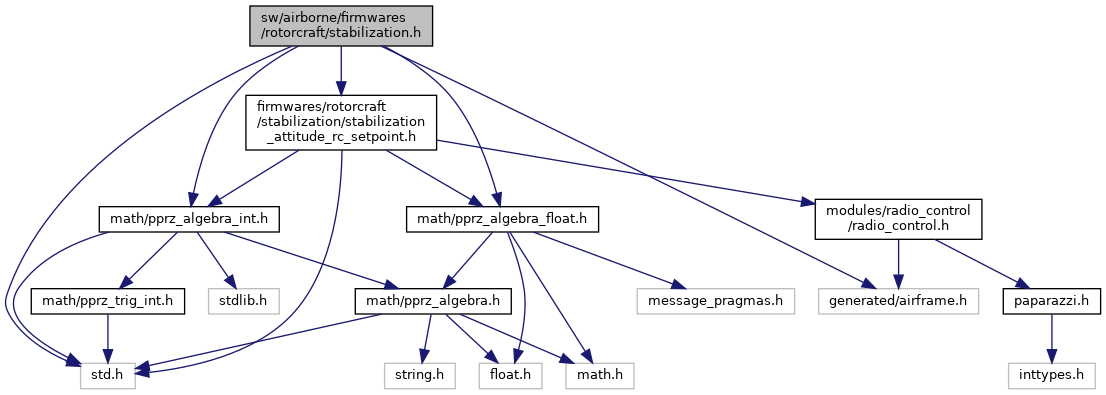 sw/airborne/firmwares
/rotorcraft/stabilization.h
firmwares/rotorcraft
/stabilization/stabilization
_attitude_rc_setpoint.h
math/pprz_algebra_int.h
math/pprz_algebra_float.h
modules/radio_control
/radio_control.h
math/pprz_trig_int.h
stdlib.h
math/pprz_algebra.h
message_pragmas.h
generated/airframe.h
paparazzi.h
std.h
string.h
float.h
math.h
inttypes.h